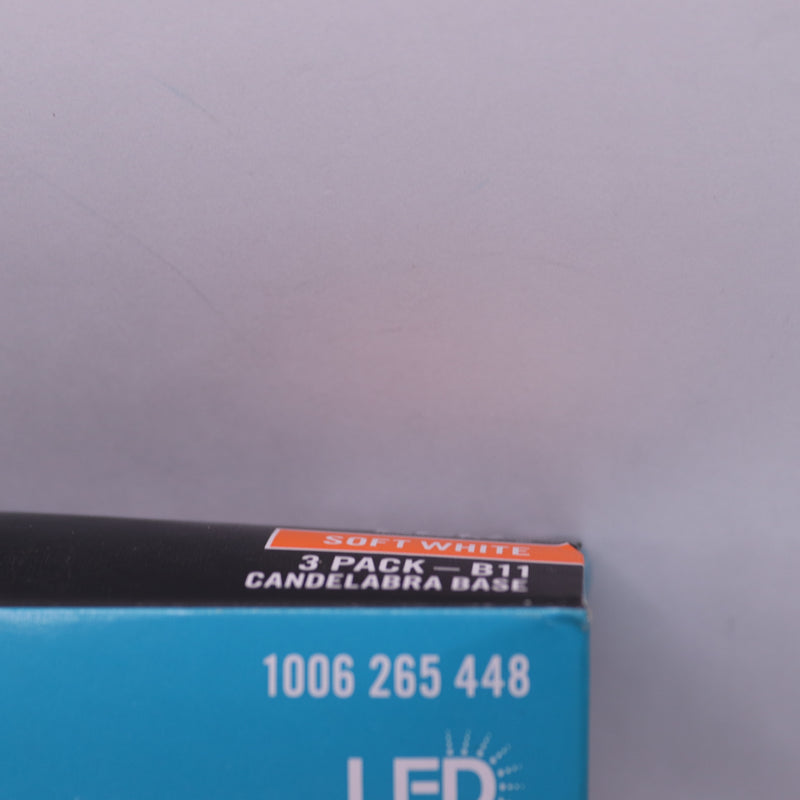 SOFT WHITE
3 PACK — B11
CANDELABRA BASE
1006 265 448
LED